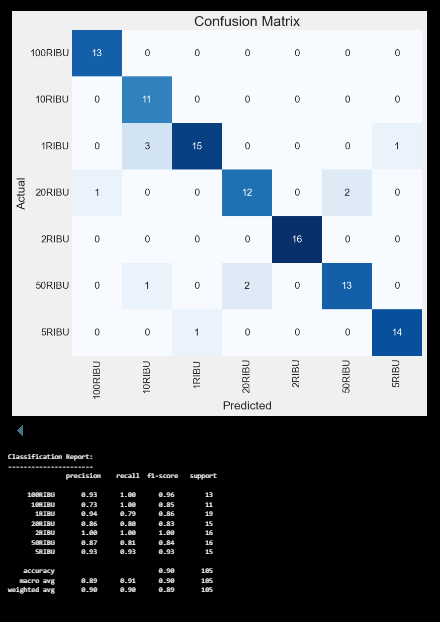 Confusion Matrix
100RIBU 13 0 0 0 0 0 0
10RIBU 0 11 0 0 0 0 0
1RIBU 0 3 15 0 0 0 1
20RIBU 1 0 0 12 0 2 0
2RIBU 0 0 0 0 16 0 0
50RIBU 0 1 0 2 0 13 0
5RIBU 0 0 1 0 0 0 14
Actual
100RIBU 10RIBU 1RIBU 20RIBU 2RIBU 50RIBU 5RIBU
Predicted
Classification Report:
----------------------
precision recall f1-score support
100RIBU 0.93 1.00 0.96 13
10RIBU 0.73 1.00 0.85 11
1RIBU 0.94 0.79 0.86 19
20RIBU 0.86 0.80 0.83 15
2RIBU 1.00 1.00 1.00 16
50RIBU 0.87 0.81 0.84 16
5RIBU 0.93 0.93 0.93 15
accuracy 0.90 105
macro avg 0.89 0.91 0.90 105
weighted avg 0.90 0.90 0.89 105